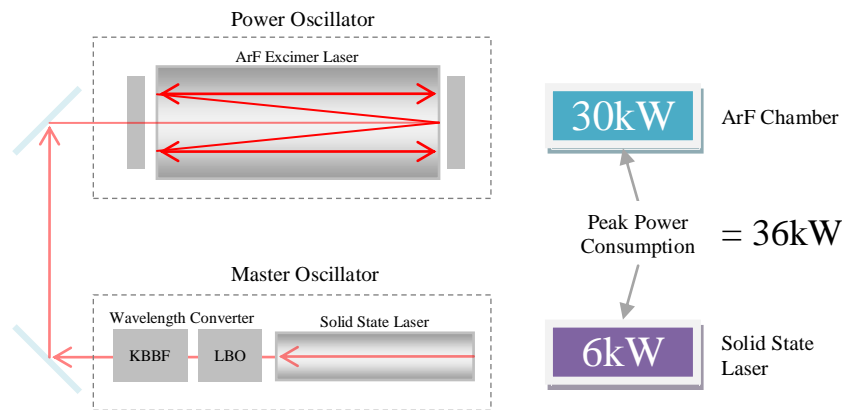 Power Oscillator
ArF Excimer Laser
30kW
ArF Chamber
Peak Power
Consumption
= 36kW
Master Oscillator
Wavelength Converter
Solid State Laser
KBBF
LBO
6kW
Solid State
Laser